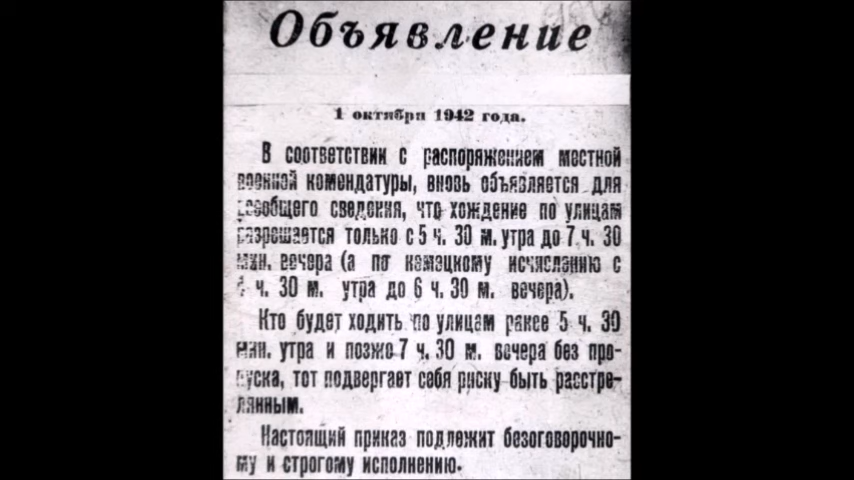 Объявление
1 октября 1942 года.
В соответствии с распоряжением местной
военной комендатуры, вновь объявляется для
всеобщего сведения, что хождение по улицам
разрешается только с 5 ч. 30 м. утра до 7 ч. 30
мин. вечера (а по немецкому исчислению с
ч. 30 м. утра до 6 ч. 30 м. вечера).
Кто будет ходить по улицам ранее 5 ч. 30
мин. утра и позже 7 ч. 30 м. вечера без про-
пуска, тот подвергает себя риску быть расстре-
лянным.
Настоящий приказ подлежит безоговорочно-
му и строгому исполнению.